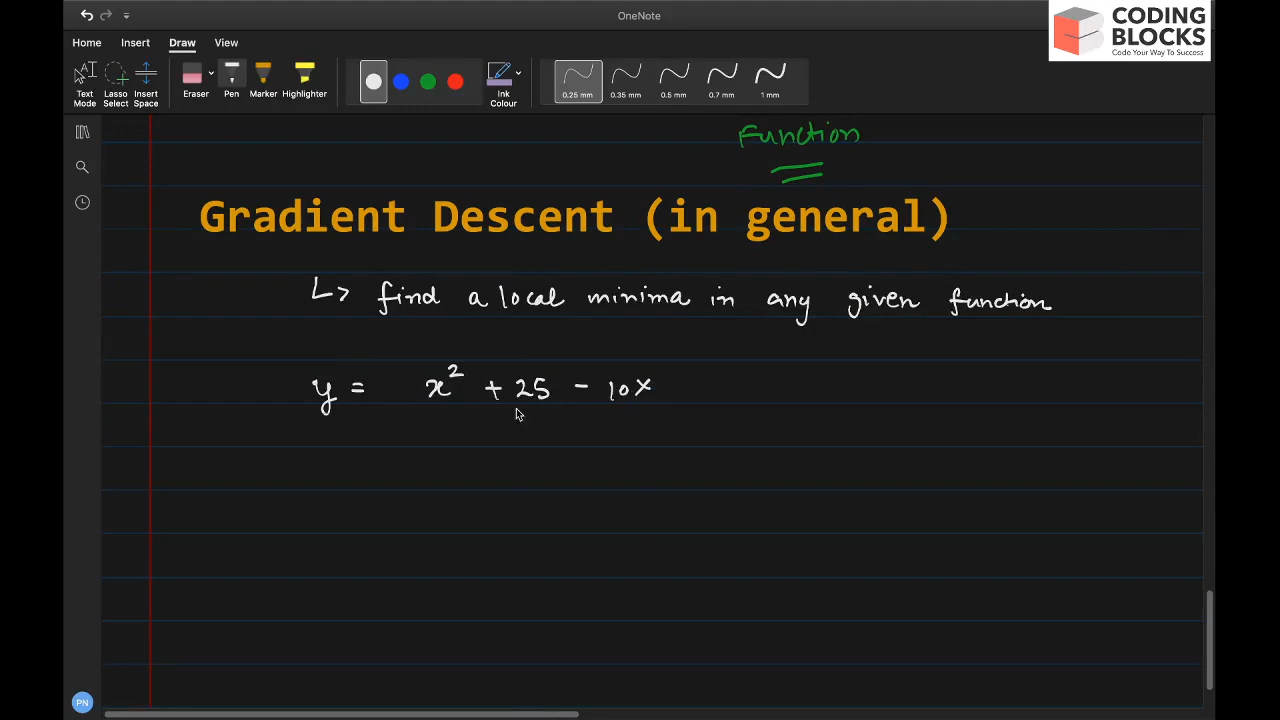 OneNote
CODING BLOCKS
Code Your Way To Success
Home Insert Draw View
Text Mode Lasso Select Insert Space Eraser Pen Marker Highlighter Ink Colour 0.25 mm 0.35 mm 0.5 mm 0.7 mm 1 mm
Function
Gradient Descent (in general)
↳ find a local minima in any given function
y = x² + 25 - 10x
PN